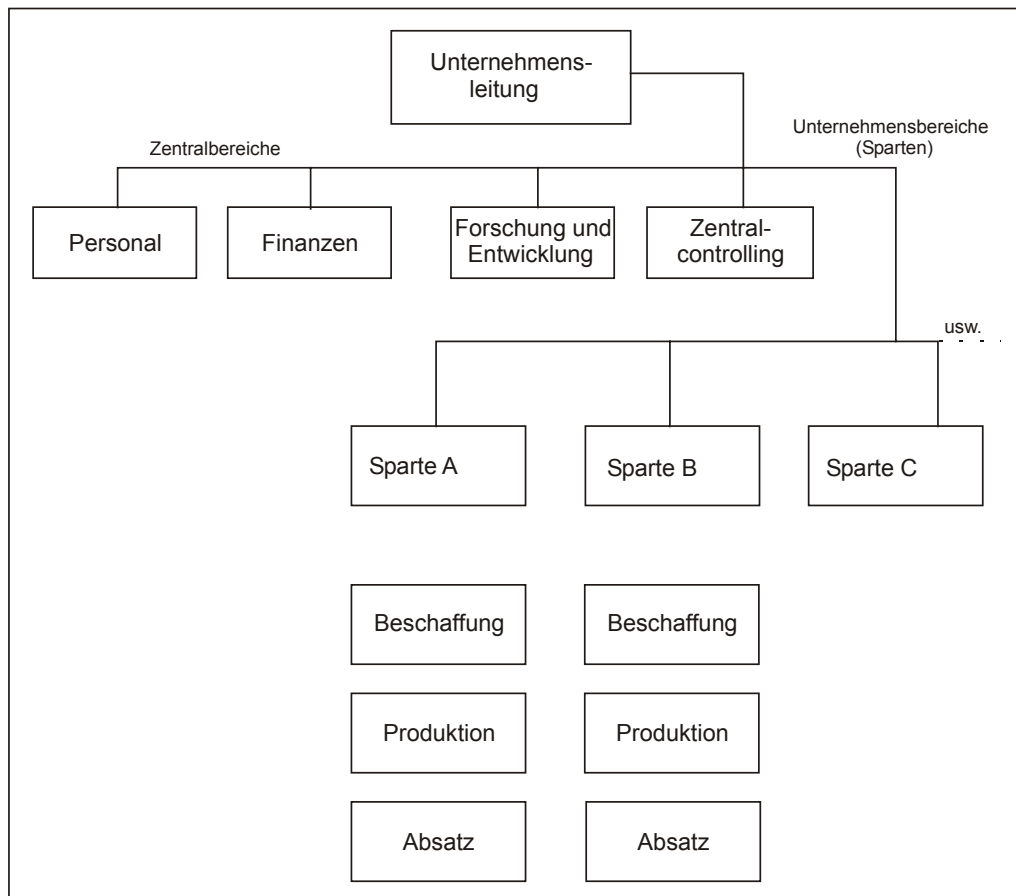 Unternehmens-
leitung
Unternehmensbereiche
(Sparten)
Zentralbereiche
Personal
Finanzen
Forschung und
Entwicklung
Zentral-
controlling
usw.
Sparte A
Sparte B
Sparte C
Beschaffung
Beschaffung
Produktion
Produktion
Absatz
Absatz